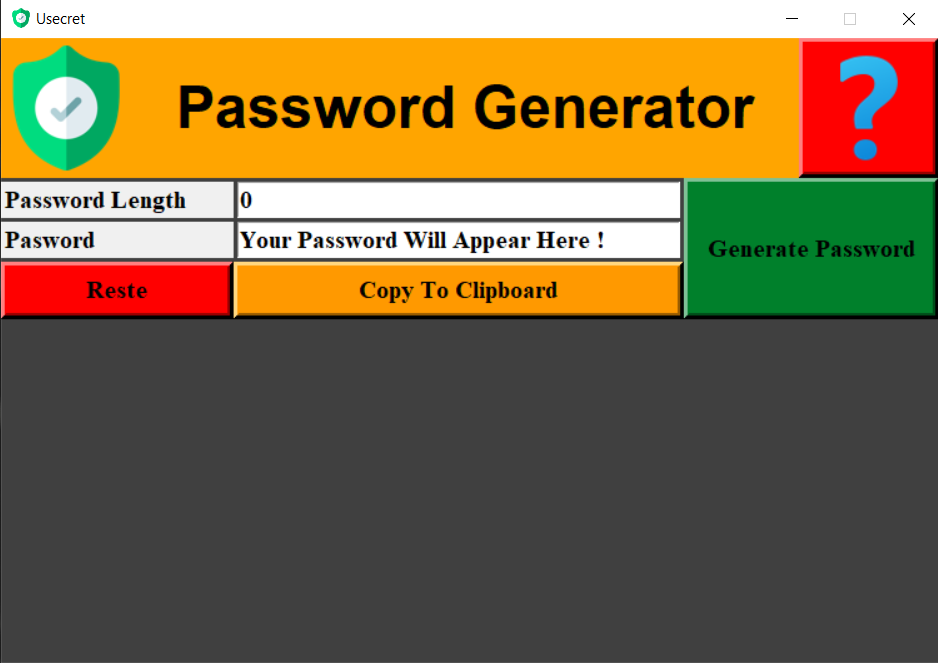 Usecret
Password Generator
Password Length
0
Pasword
Your Password Will Appear Here !
Generate Password
Reste
Copy To Clipboard